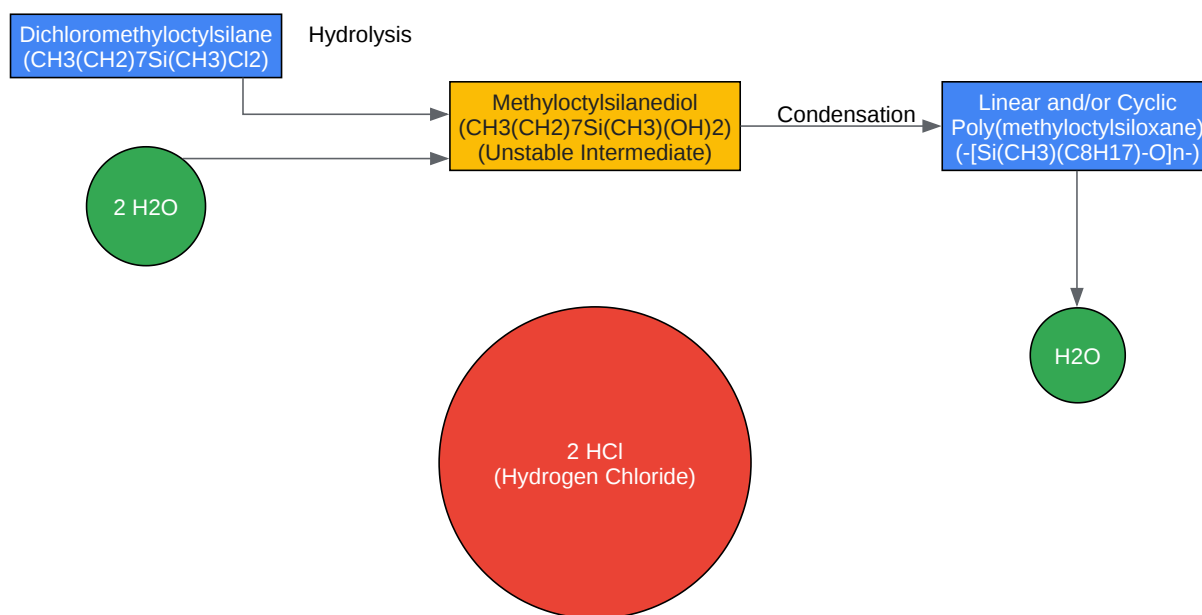 Dichloromethyloctylsilane
(CH3(CH2)7Si(CH3)Cl2)
Hydrolysis
2 H2O
Methyloctylsilanediol
(CH3(CH2)7Si(CH3)(OH)2)
(Unstable Intermediate)
Condensation
Linear and/or Cyclic
Poly(methyloctylsiloxane)
(-[Si(CH3)(C8H17)-O]n-)
H2O
2 HCl
(Hydrogen Chloride)